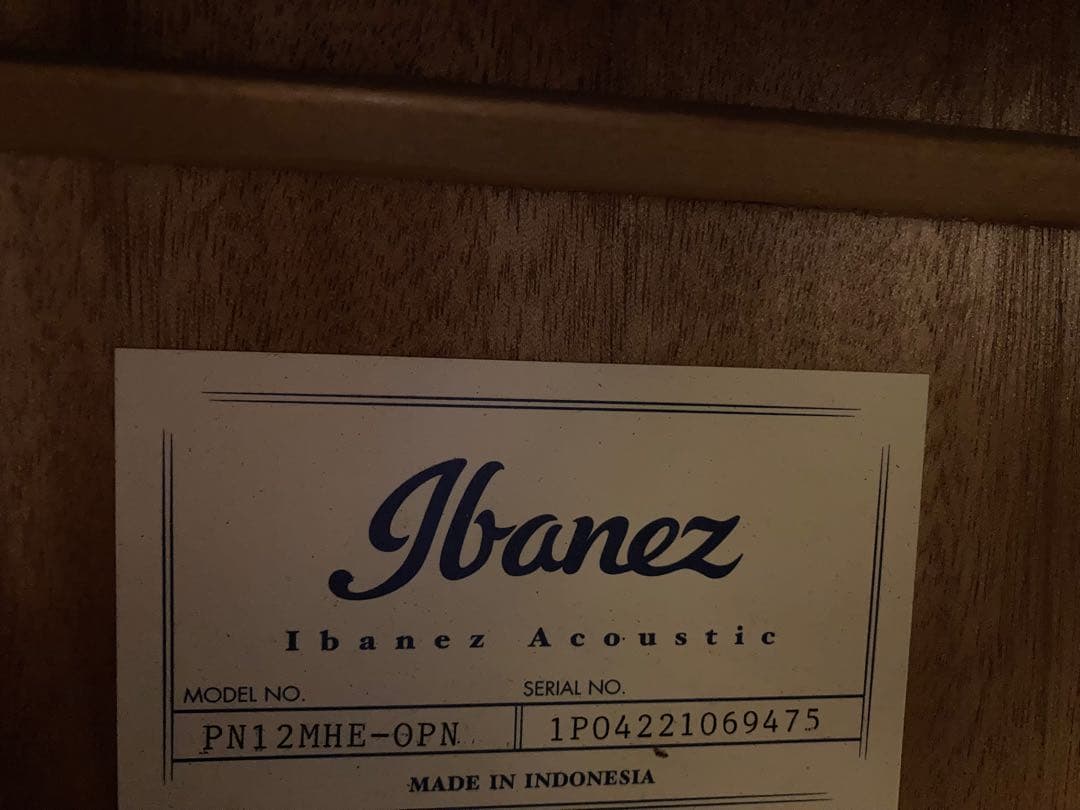 Ibanez
Ibanez Acoustic
MODEL NO. SERIAL NO.
PN12MHE-OPN 1P04221069475
MADE IN INDONESIA